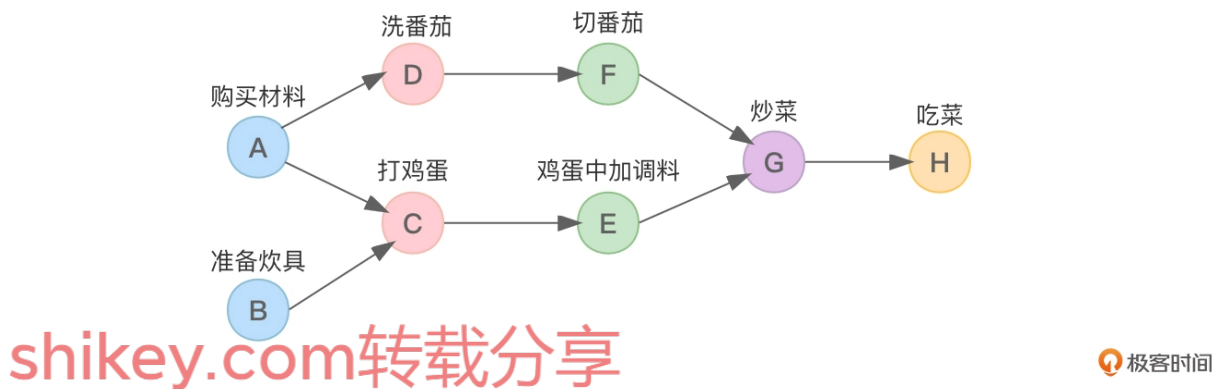 洗番茄
切番茄
D
F
购买材料
炒菜
吃菜
A
打鸡蛋
鸡蛋中加调料
G
H
C
E
准备炊具
B
shikey.com转载分享
极客时间